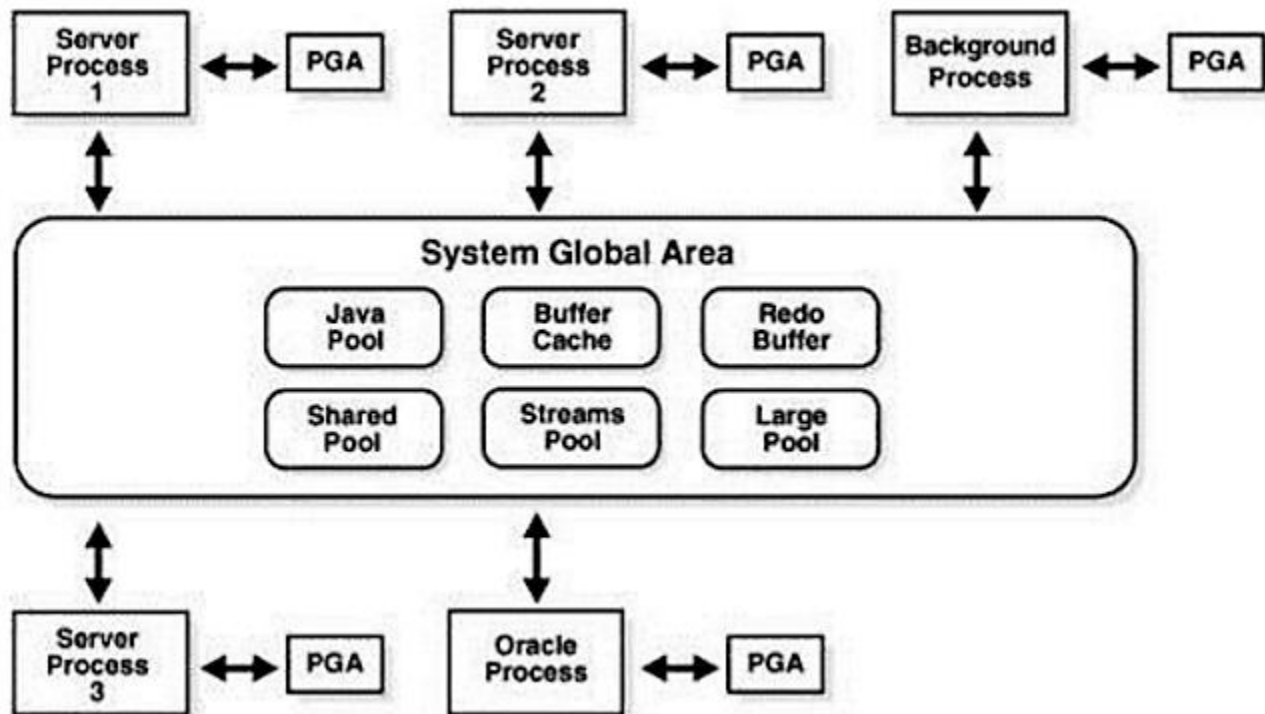 Server
Process
1
PGA
Server
Process
2
PGA
Background
Process
PGA
System Global Area
Java
Pool
Buffer
Cache
Redo
Buffer
Shared
Pool
Streams
Pool
Large
Pool
Server
Process
3
PGA
Oracle
Process
PGA